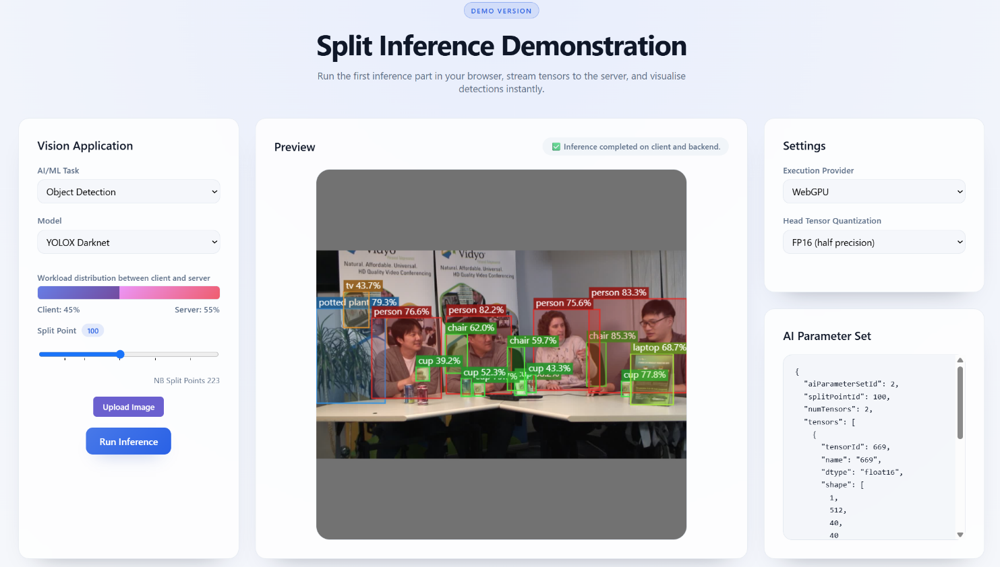 DEMO VERSION
Split Inference Demonstration
Run the first inference part in your browser, stream tensors to the server, and visualise
detections instantly.
Vision Application
AI/ML Task
Object Detection
Model
YOLOX Darknet
Workload distribution between client and server
Client: 45%
Server: 55%
Split Point 100
NB Split Points 223
Upload Image
Run Inference
Preview
✅ Inference completed on client and backend.
Vidyo
Natural. Affordable. Universal.
HD Quality Video Conferencing
Vidyo
Natural. Affordable. Universal.
HD Quality Video Conferencing
tv 43.7%
potted plant 79.3%
person 76.6%
person 82.2%
person 75.6%
person 83.3%
chair 62.0%
chair 59.7%
chair 85.3%
laptop 68.7%
cup 39.2%
cup 52.3%
cup 43.3%
cup 77.8%
Settings
Execution Provider
WebGPU
Head Tensor Quantization
FP16 (half precision)
AI Parameter Set
{
"aiParameterSetId": 2,
"splitPointId": 100,
"numTensors": 2,
"tensors": [
{
"tensorId": 669,
"name": "669",
"dtype": "float16",
"shape": [
1,
512,
40,
40